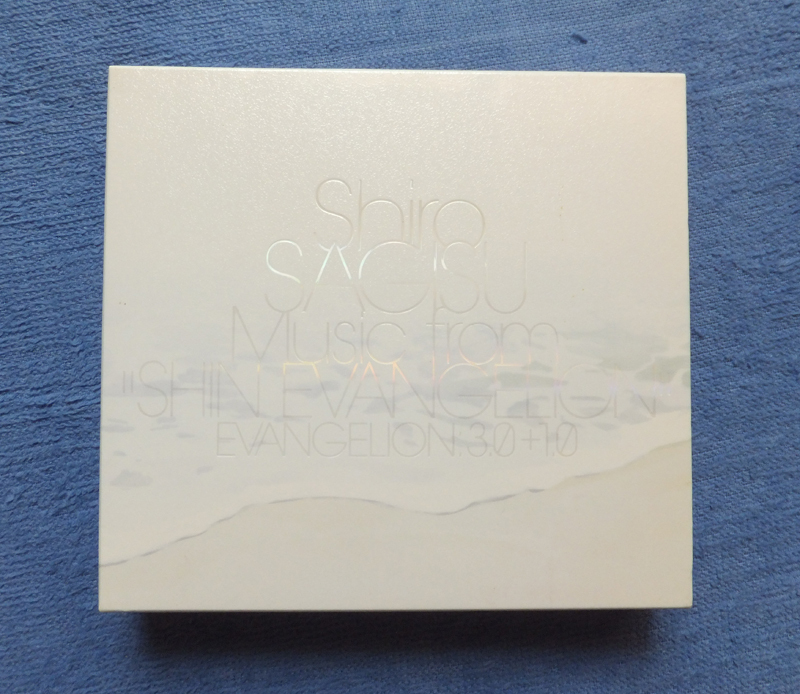 Shiro
SAGISU
Music from
"SHIN EVANGELION"
EVANGELION:3.0+1.0